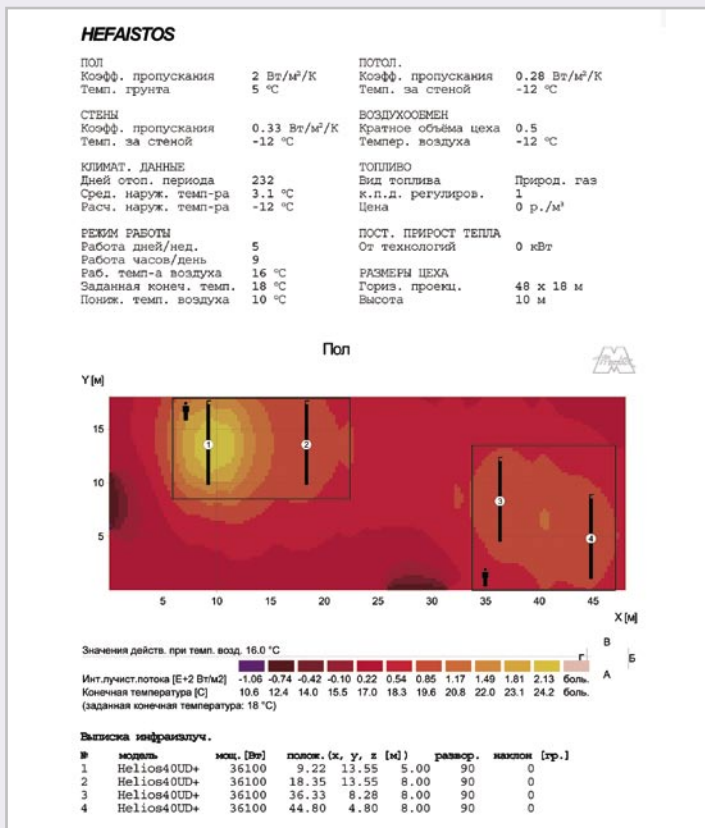 HEFAISTOS
ПОЛ
Коэфф. пропускания 2 Вт/м²/К
Темп. грунта 5 °C
ПОТОЛ.
Коэфф. пропускания 0.28 Вт/м²/К
Темп. за стеной -12 °C
СТЕНЫ
Коэфф. пропускания 0.33 Вт/м²/К
Темп. за стеной -12 °C
ВОЗДУХООБМЕН
Кратное объёма цеха 0.5
Темпер. воздуха -12 °C
КЛИМАТ. ДАННЫЕ
Дней отоп. периода 232
Сред. наруж. темп-ра 3.1 °C
Расч. наруж. темп-ра -12 °C
ТОПЛИВО
Вид топлива Природ. газ
к.п.д. регулиров. 1
Цена 0 р./м³
РЕЖИМ РАБОТЫ
Работа дней/нед. 5
Работа часов/день 9
Раб. темп-а воздуха 16 °C
Заданная конеч. темп. 18 °C
Пониж. темп. воздуха 10 °C
ПОСТ. ПРИРОСТ ТЕПЛА
От технологий 0 кВт
РАЗМЕРЫ ЦЕХА
Гориз. проекц. 48 x 18 м
Высота 10 м
Пол
Y [м]
15
10
5
1
2
3
4
5 10 15 20 25 30 35 40 45
X [м]
Значения действ. при темп. возд. 16.0 °C
В
Г Б
А
Инт.лучист.потока [E+2 Вт/м2] -1.06 -0.74 -0.42 -0.10 0.22 0.54 0.85 1.17 1.49 1.81 2.13 боль.
Конечная температура [C] 10.6 12.4 14.0 15.5 17.0 18.3 19.6 20.8 22.0 23.1 24.2 боль.
(заданная конечная температура: 18 °C)
Выписка инфраизлуч.
№ модель мощ.[Вт] полож.(x, y, z [м]) развор. наклон [гр.]
1 Helios40UD+ 36100 9.22 13.55 5.00 90 0
2 Helios40UD+ 36100 18.35 13.55 8.00 90 0
3 Helios40UD+ 36100 36.33 8.28 8.00 90 0
4 Helios40UD+ 36100 44.80 4.80 8.00 90 0